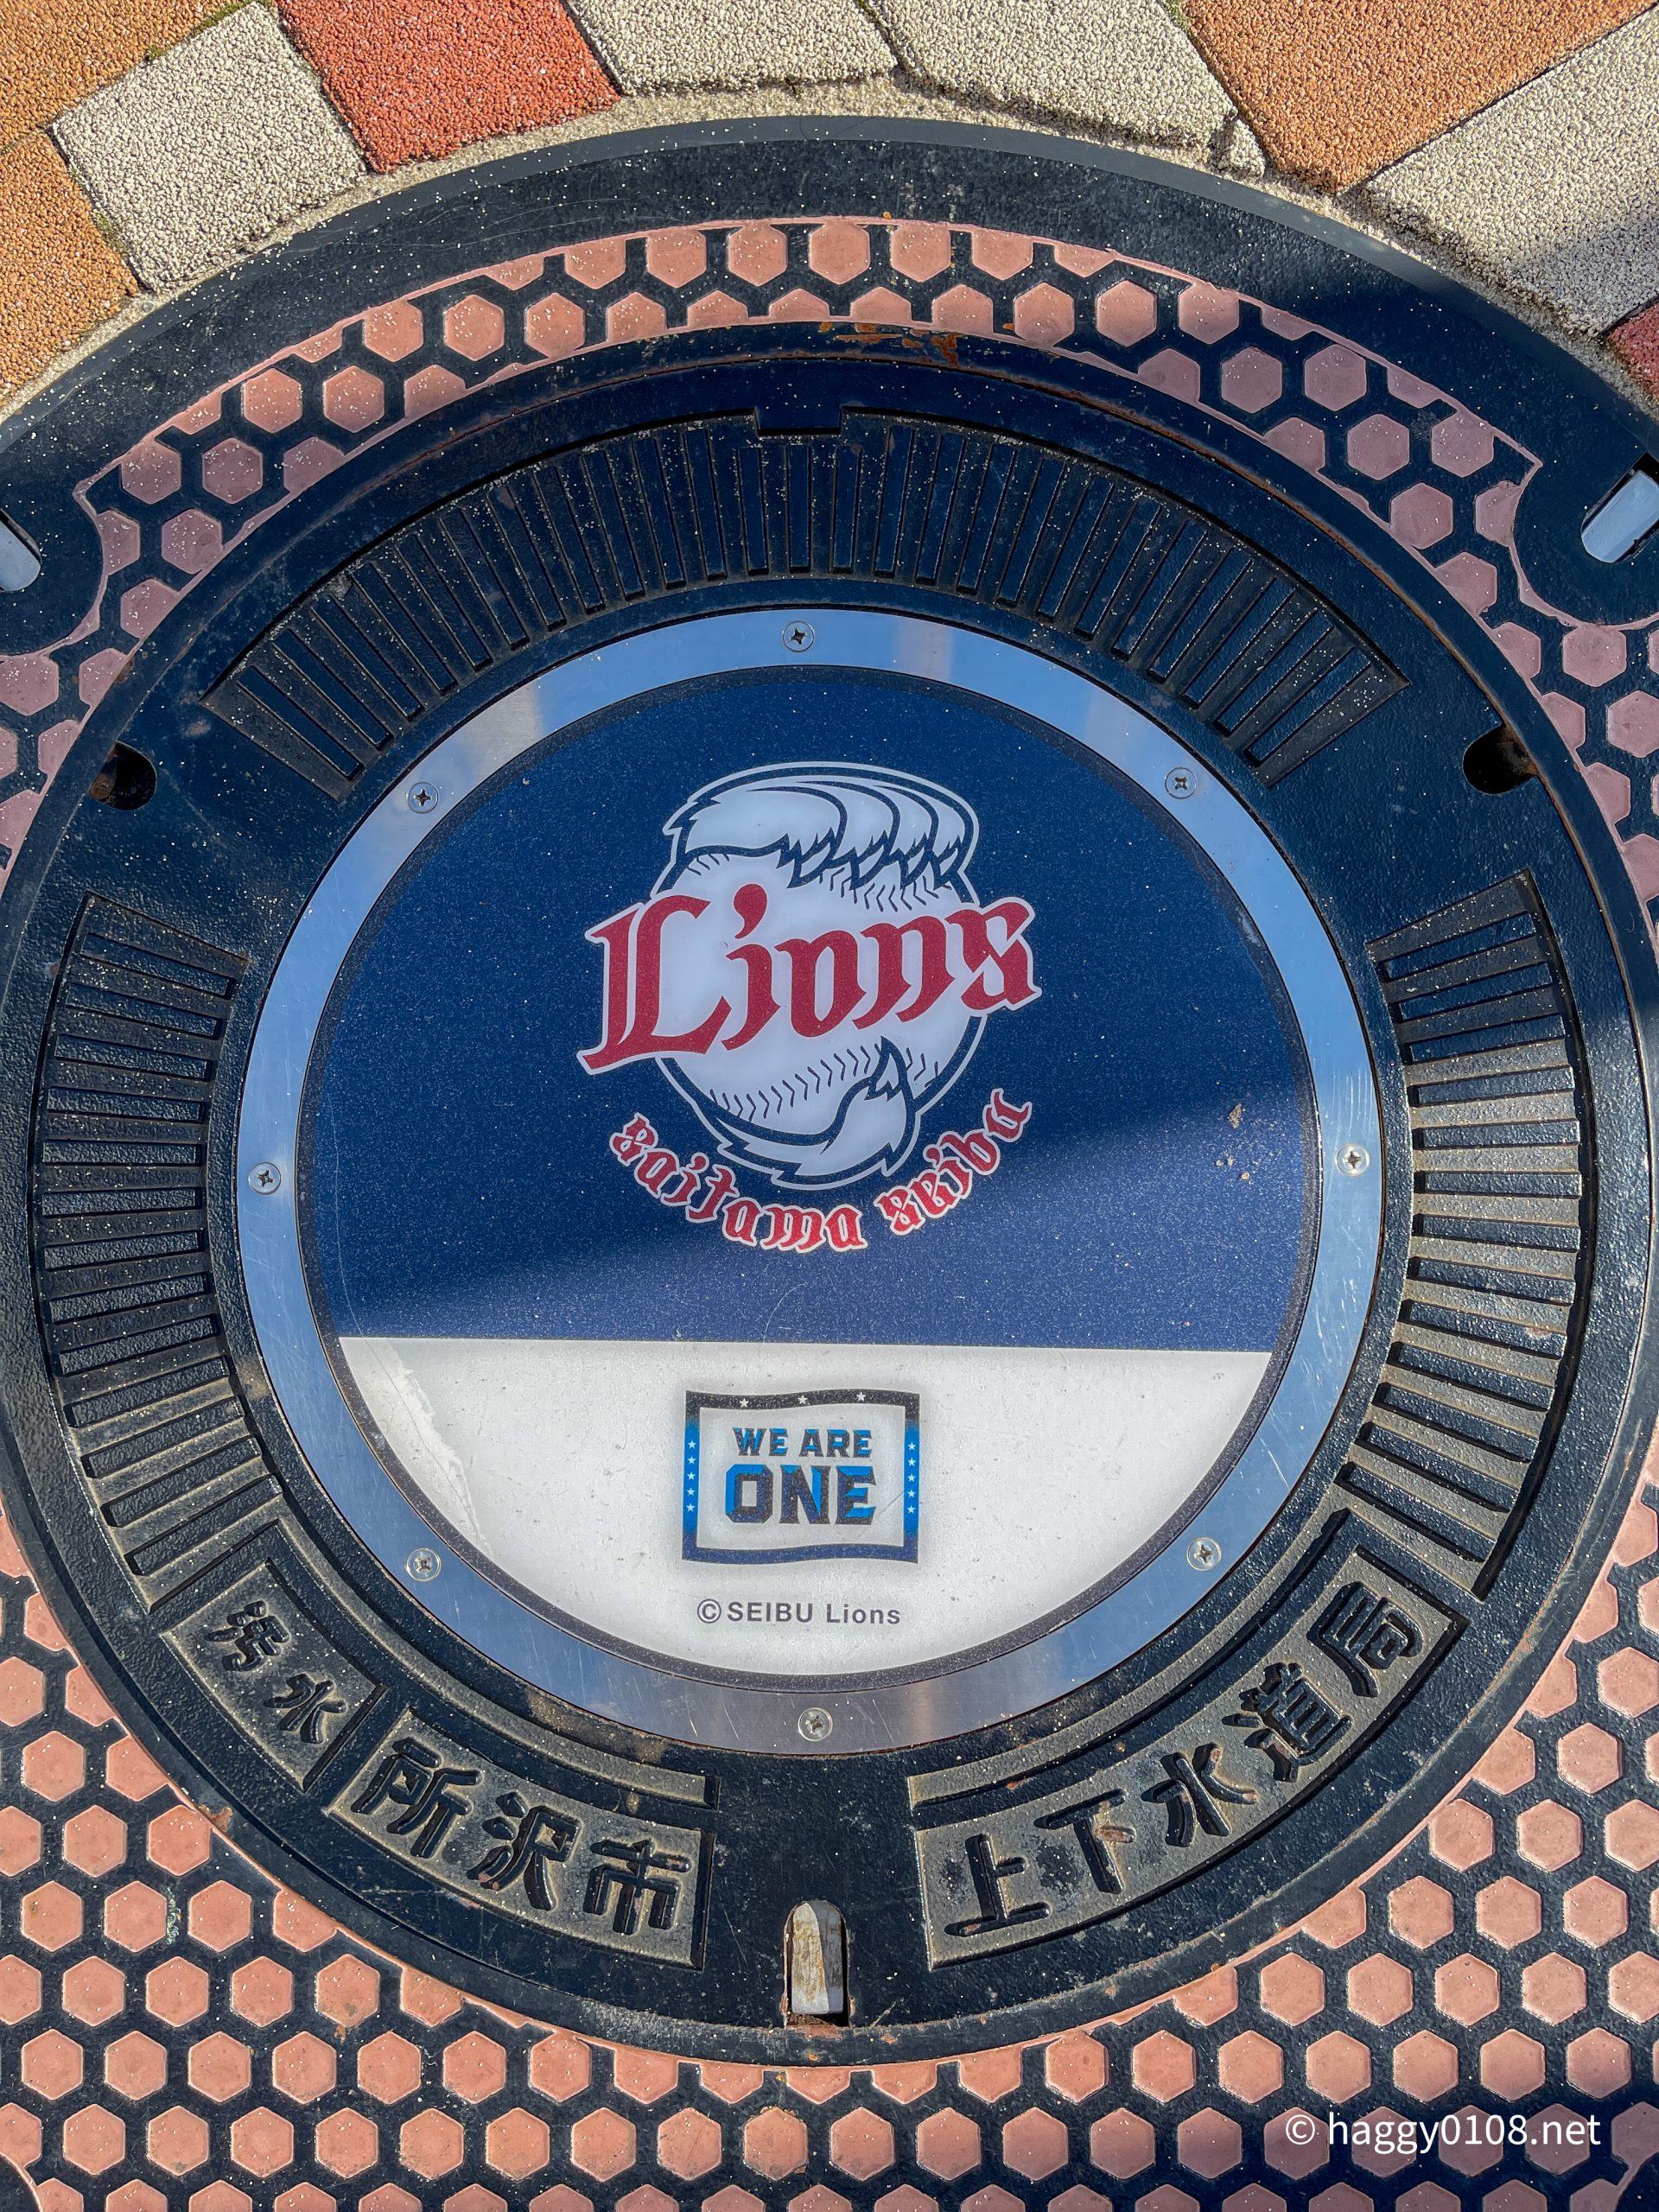 Lions
saitama seibu
WE ARE
ONE
©SEIBU Lions
汚水
所沢市
上下水道局
© haggy0108.net